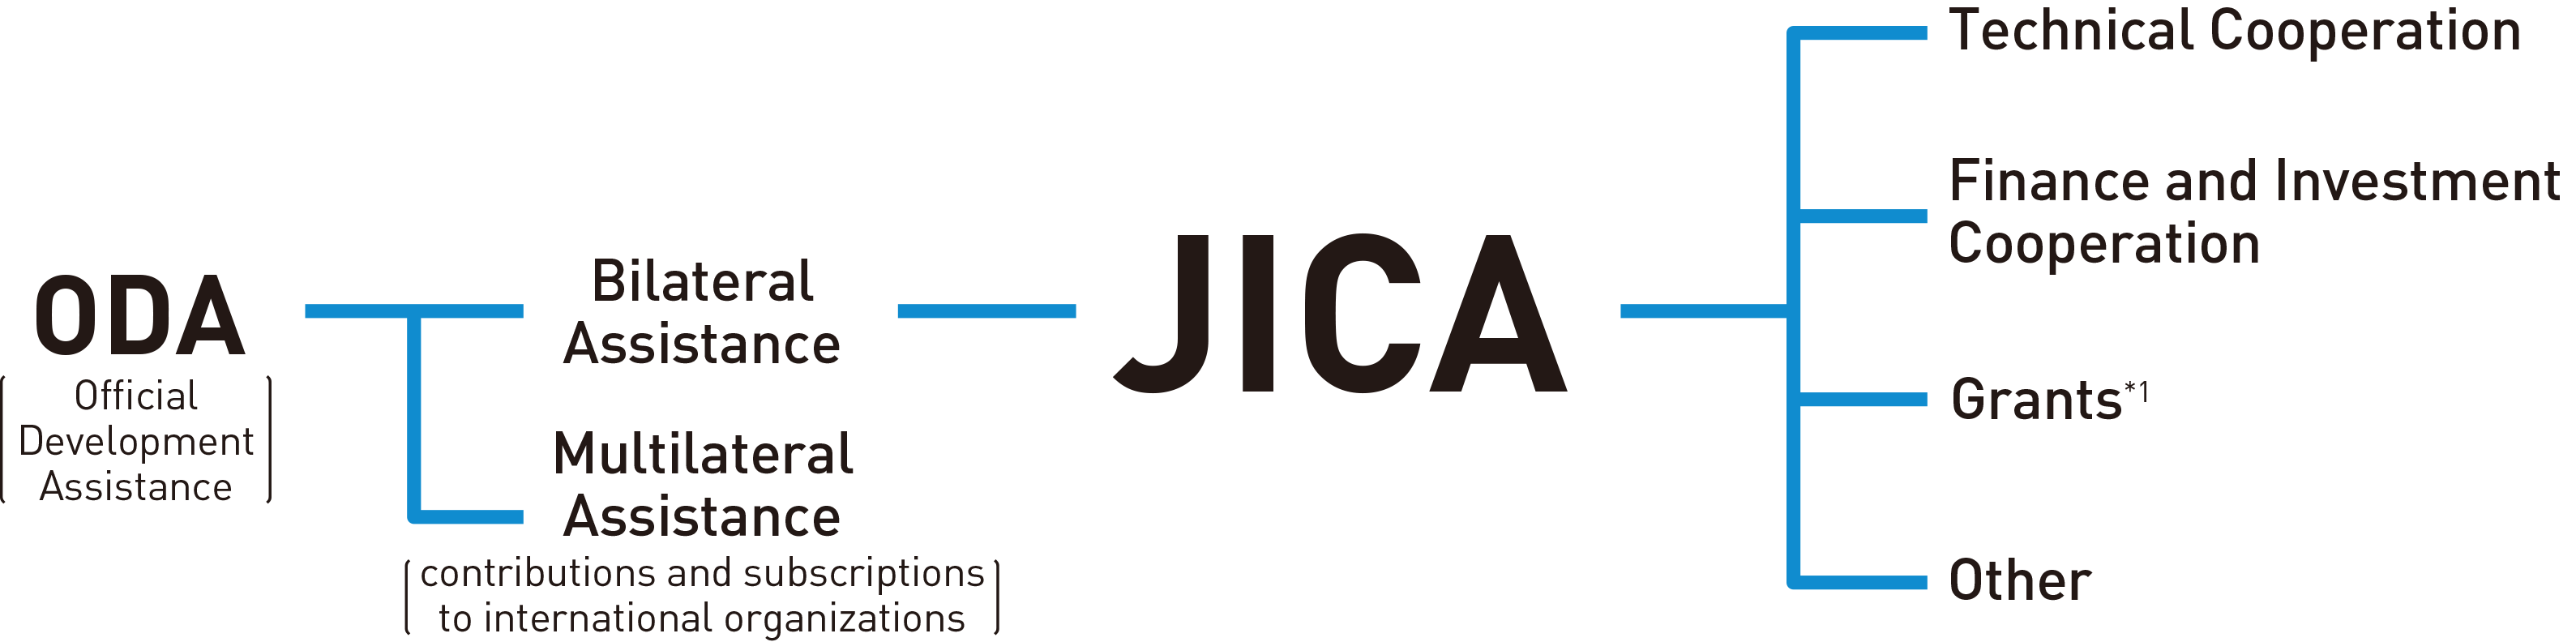 ODA
Official
Development
Assistance
Bilateral
Assistance
Multilateral
Assistance
contributions and subscriptions
to international organizations
JICA
Technical Cooperation
Finance and Investment
Cooperation
Grants*1
Other